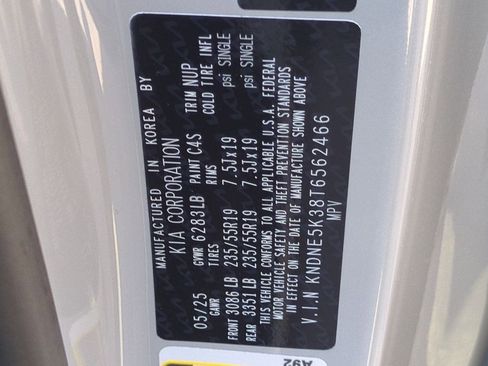 MANUFACTURED IN KOREA BY
KIA CORPORATION
05/25 GVWR 6283LB PAINT C4S TRIM NUP
GAWR TIRES RIMS COLD TIRE INFL
FRONT 3086 LB 235/55R19 7.5Jx19 psi SINGLE
REAR 3351 LB 235/55R19 7.5Jx19 psi SINGLE
THIS VEHICLE CONFORMS TO ALL APPLICABLE U.S.A. FEDERAL
MOTOR VEHICLE SAFETY AND THEFT PREVENTION STANDARDS
IN EFFECT ON THE DATE OF MANUFACTURE SHOWN ABOVE
V.I.N KNDNE5K38T6562466
MPV
A92